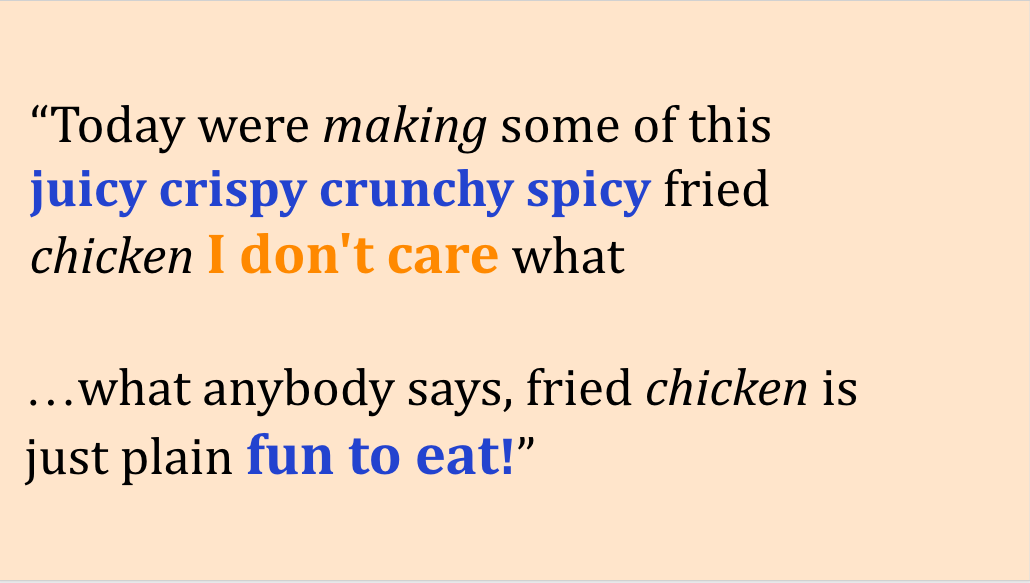 “Today were making some of this
juicy crispy crunchy spicy fried
chicken I don't care what
…what anybody says, fried chicken is
just plain fun to eat!”